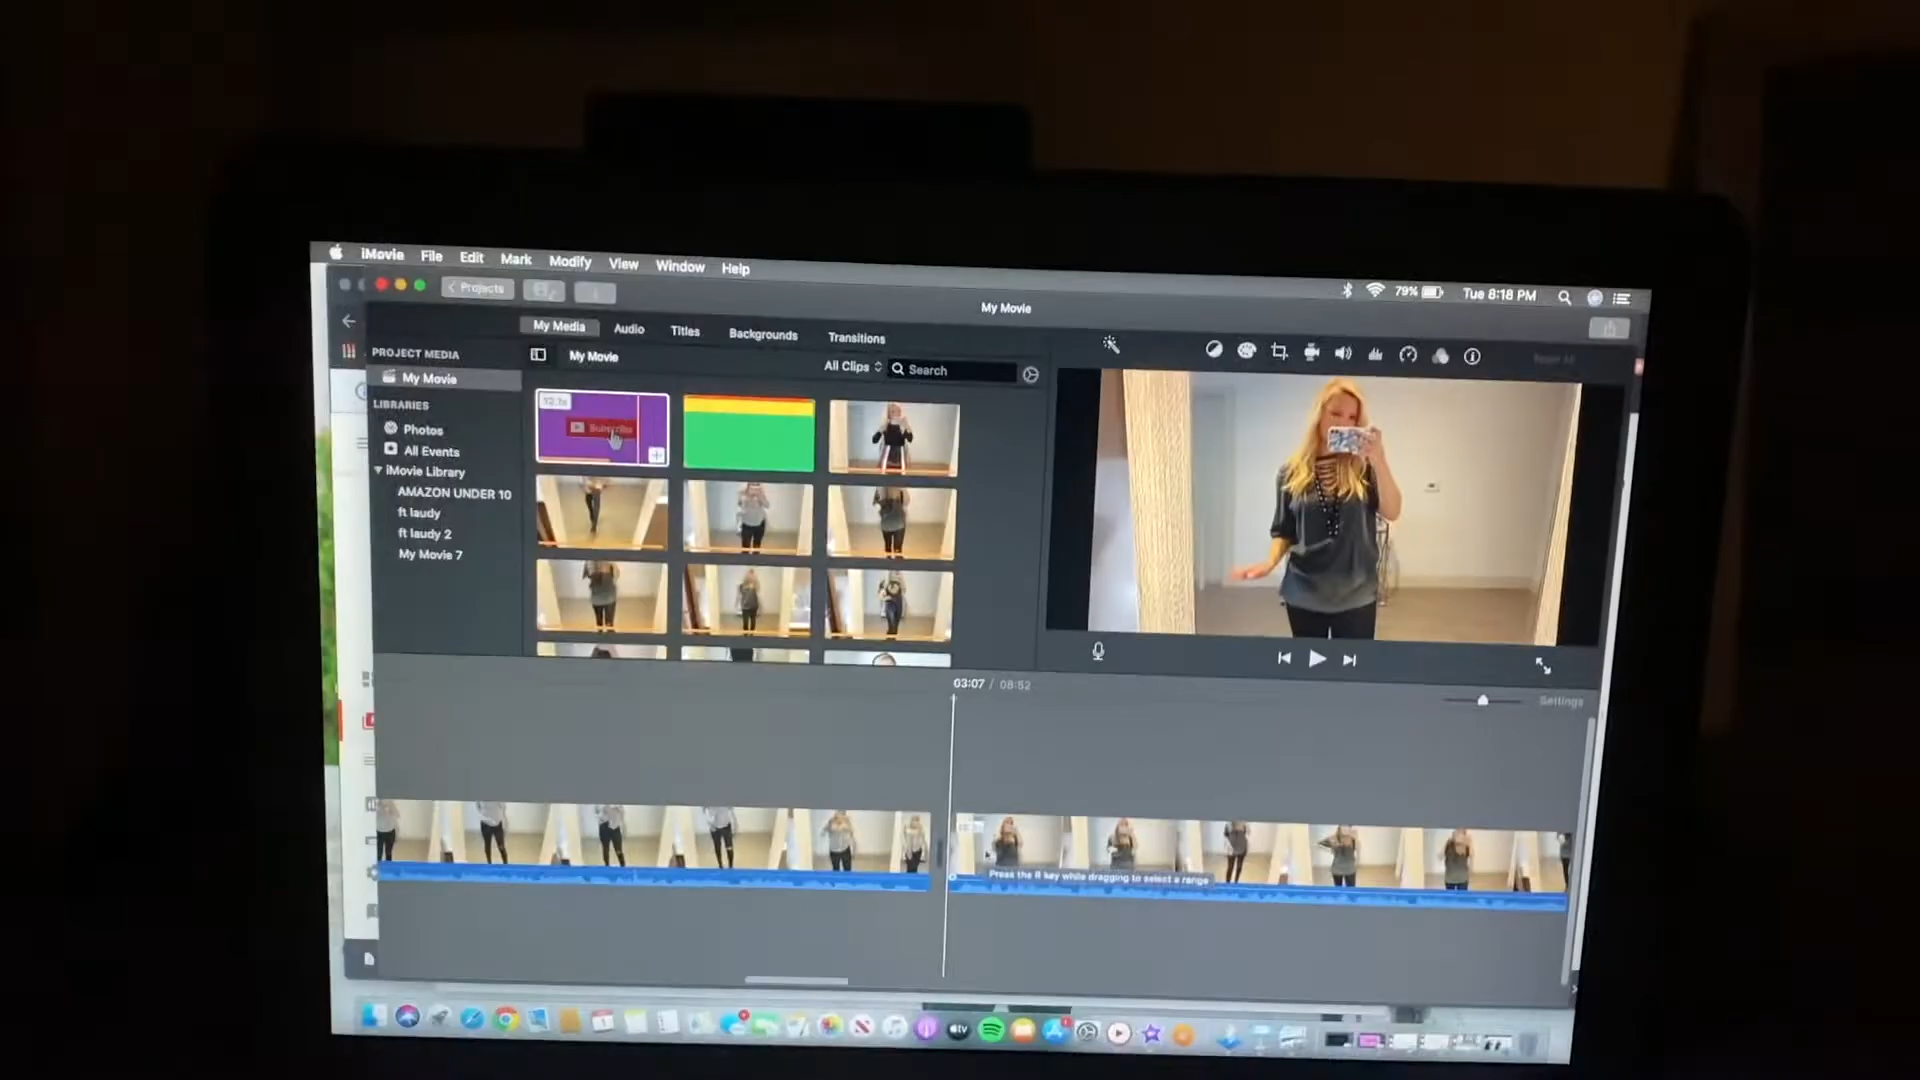 iMovie File Edit Mark Modify View Window Help
79% Tue 8:18 PM
Projects
My Movie
My Media Audio Titles Backgrounds Transitions
PROJECT MEDIA
My Movie
All Clips
Search
My Movie
LIBRARIES
Photos
All Events
iMovie Library
AMAZON UNDER 10
ft laudy
ft laudy 2
My Movie 7
Subscribe
03:07 / 08:52
Settings
Press the R key while dragging to select a range
tv